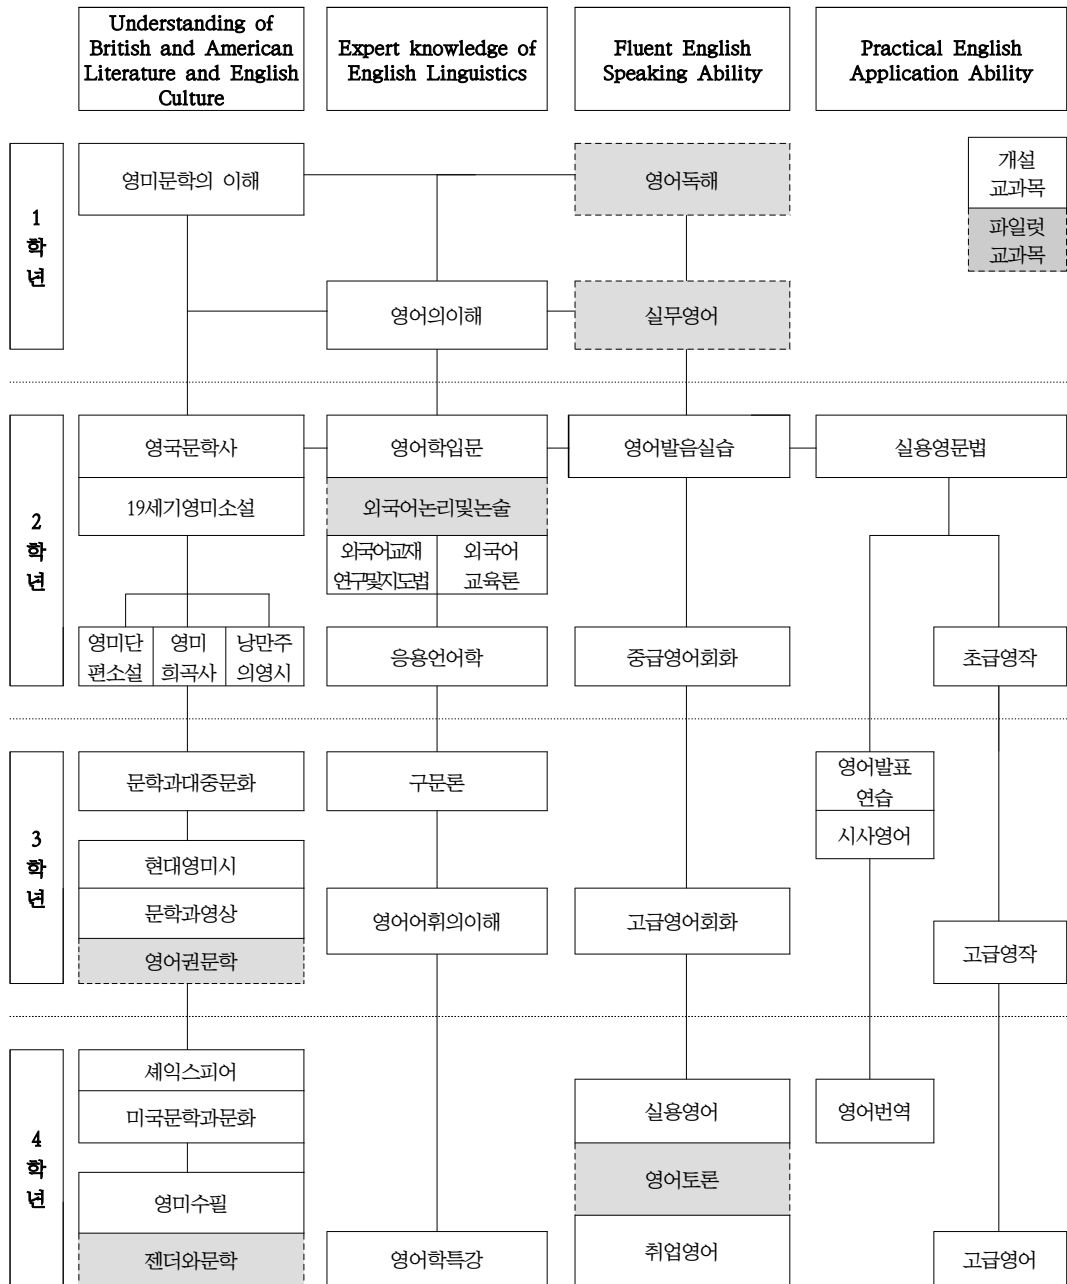 Understanding of
British and American
Literature and English
Culture
Expert knowledge of
English Linguistics
Fluent English
Speaking Ability
Practical English
Application Ability
1
학
년
영미문학의 이해
영어독해
개설
교과목
파일럿
교과목
영어의이해
실무영어
2
학
년
영국문학사
영어학입문
영어발음실습
실용영문법
19세기영미소설
외국어논리및논술
외국어교재
연구및지도법
외국어
교육론
영미단
편소설
영미
희곡사
낭만주
의영시
응용언어학
중급영어회화
초급영작
3
학
년
문학과대중문화
구문론
영어발표
연습
시사영어
현대영미시
문학과영상
영어어휘의이해
고급영어회화
고급영작
영어권문학
4
학
년
셰익스피어
미국문학과문화
실용영어
영어번역
영어토론
영미수필
젠더와문학
영어학특강
취업영어
고급영어